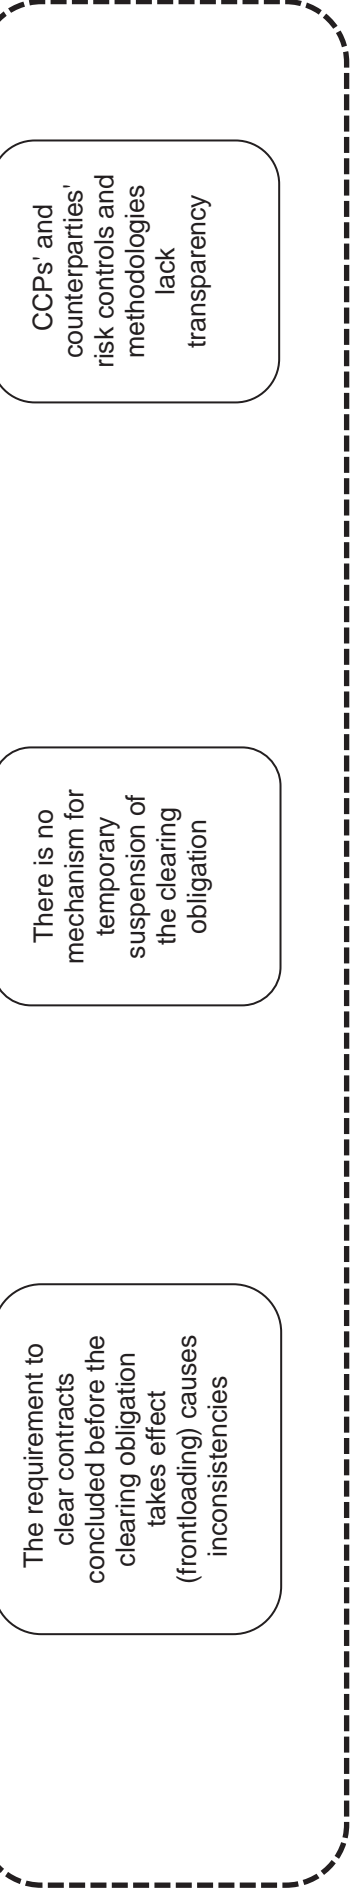 The requirement to
clear contracts
concluded before the
clearing obligation
takes effect
(frontloading) causes
inconsistencies
There is no
mechanism for
temporary
suspension of
the clearing
obligation
CCPs' and
counterparties'
risk controls and
methodologies
lack
transparency